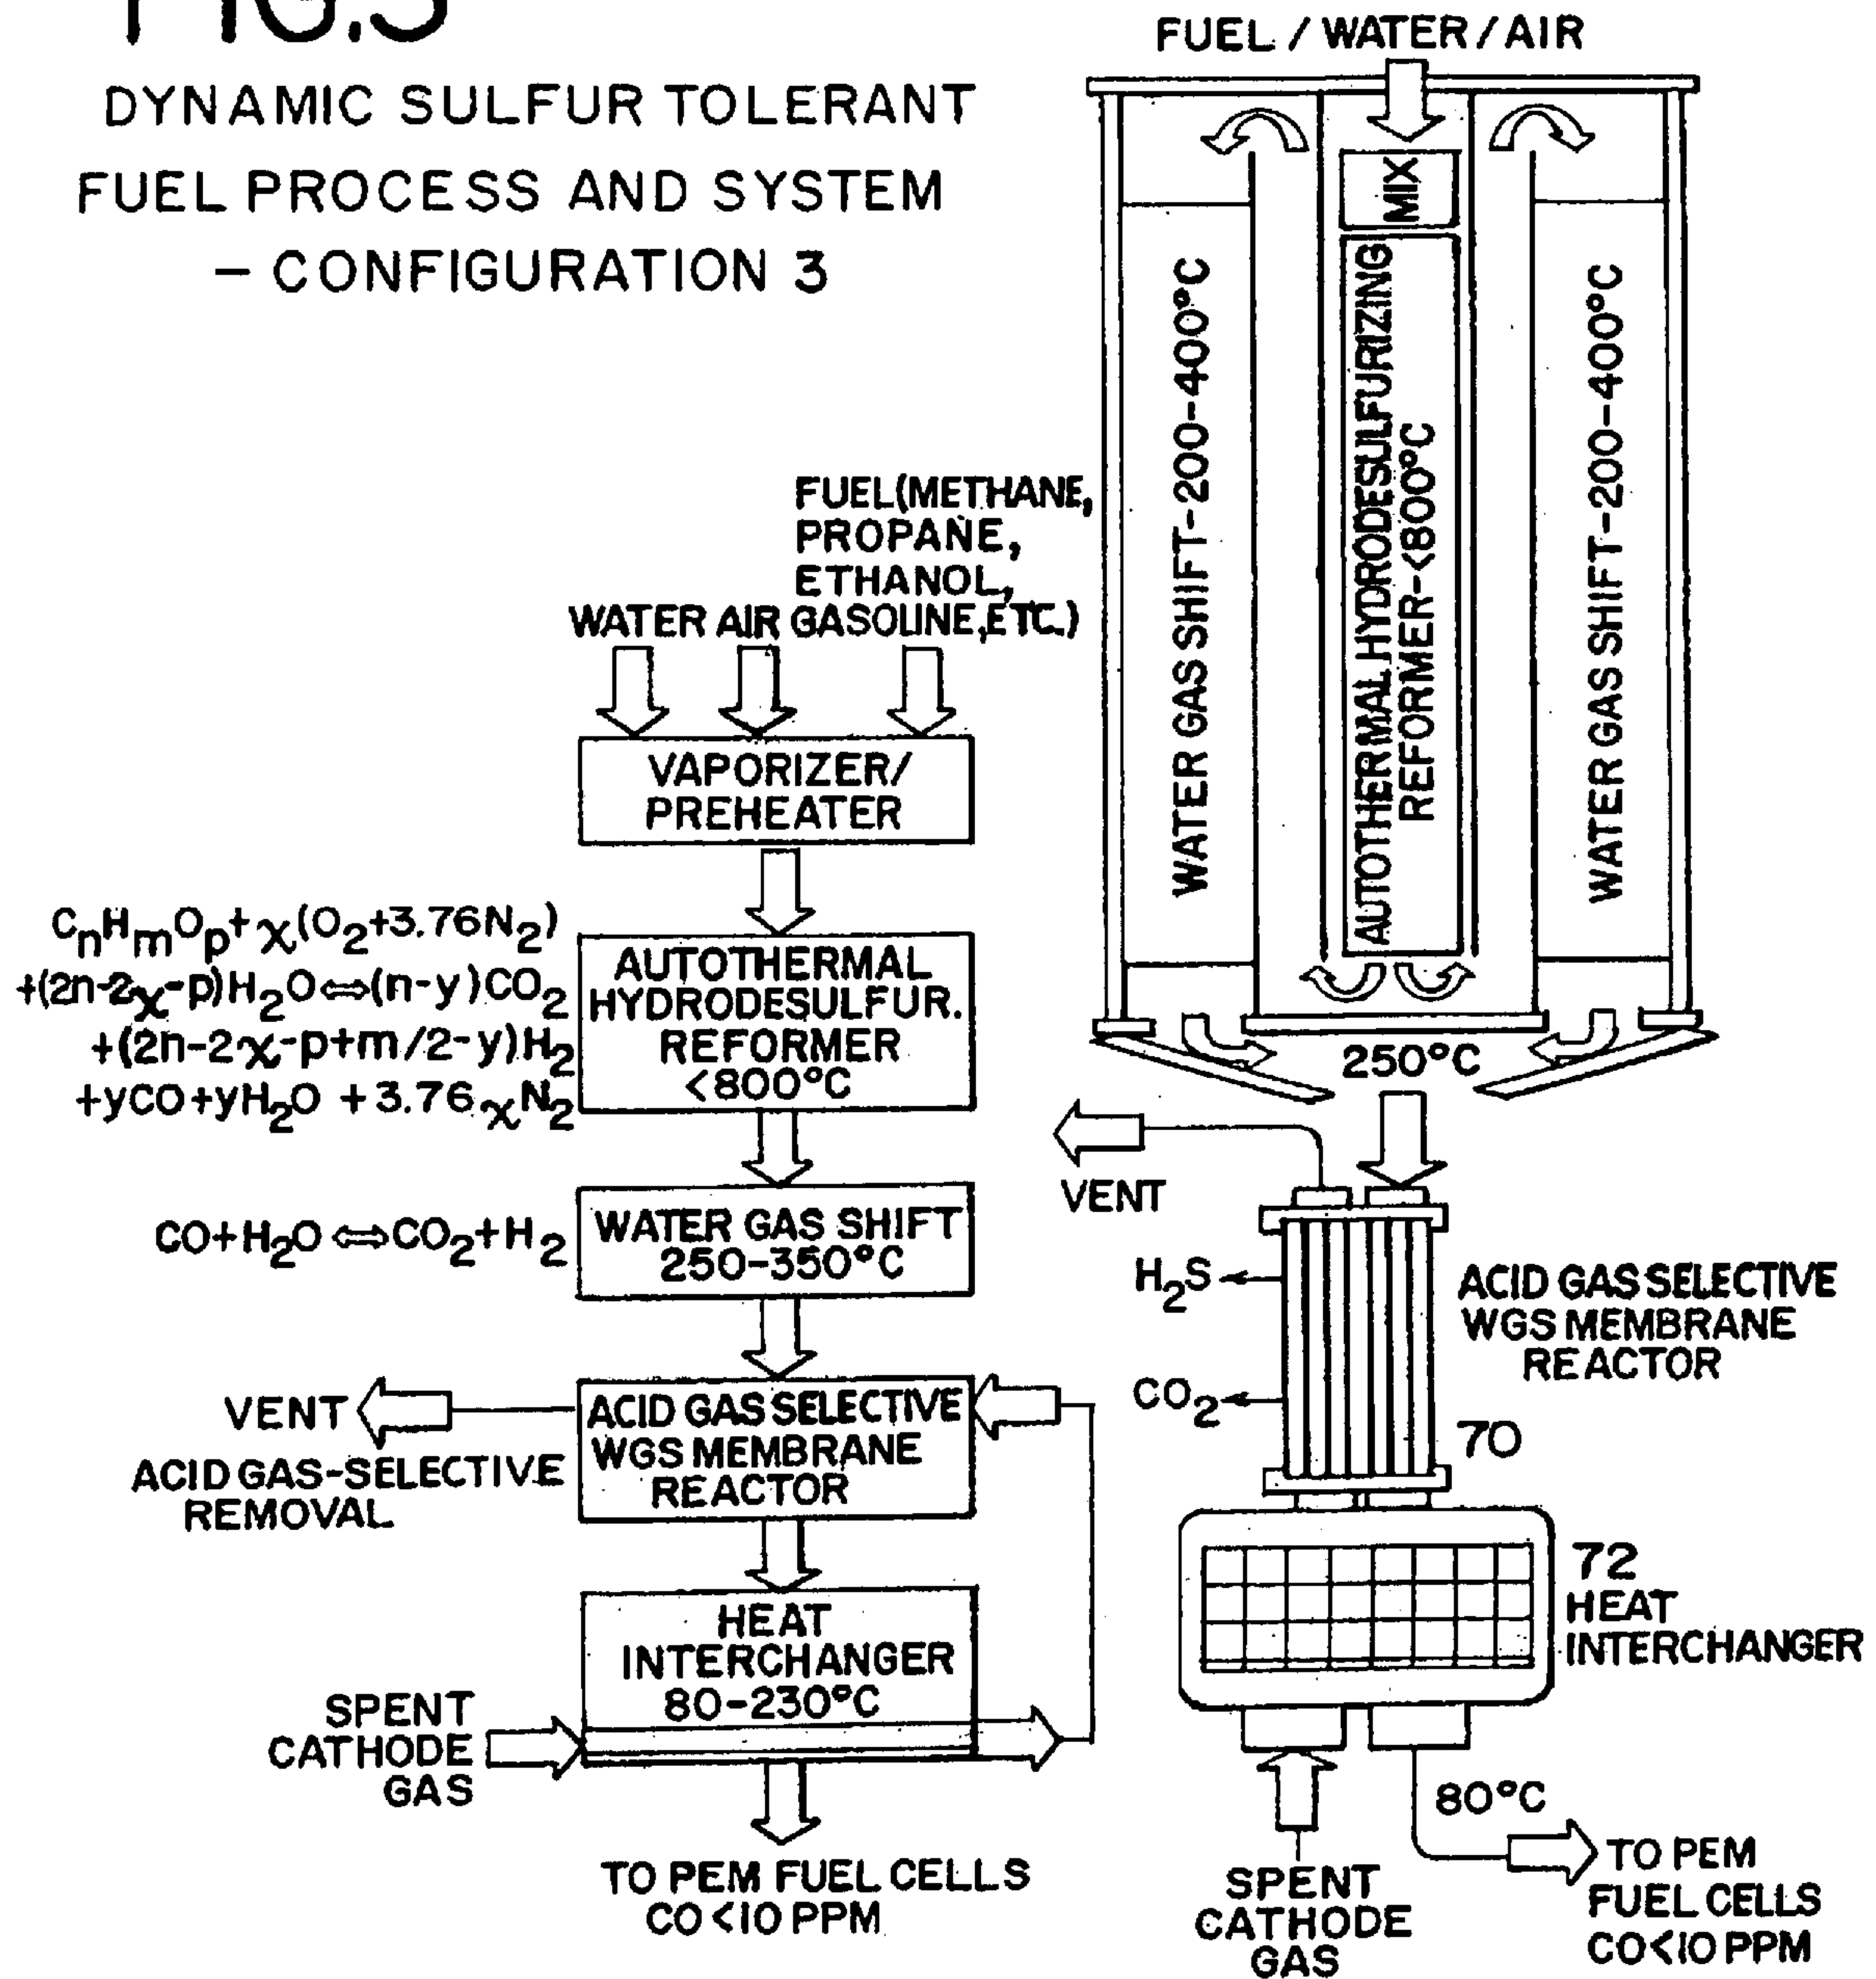 FIG.3
DYNAMIC SULFUR TOLERANT
FUEL PROCESS AND SYSTEM
– CONFIGURATION 3
FUEL(METHANE,
PROPANE,
ETHANOL,
WATER AIR GASOLINE,ETC.)
VAPORIZER/
PREHEATER
CnHmOp+χ(O2+3.76N2)
+(2n-2χ-p)H2O⇔(n-y)CO2
+(2n-2χ-p+m/2-y)H2
+yCO+yH2O +3.76χN2
AUTOTHERMAL
HYDRODESULFUR.
REFORMER
<800°C
CO+H2O⇔CO2+H2
WATER GAS SHIFT
250-350°C
VENT
ACID GAS-SELECTIVE
REMOVAL
ACID GAS SELECTIVE
WGS MEMBRANE
REACTOR
HEAT
INTERCHANGER
80-230°C
SPENT
CATHODE
GAS
TO PEM FUEL CELLS
CO<10 PPM
FUEL/WATER/AIR
MIX
WATER GAS SHIFT-200-400°C
AUTOTHERMAL HYDRODESULFURIZING
REFORMER-<800°C
WATER GAS SHIFT-200-400°C
250°C
VENT
H2S
CO2
ACID GAS SELECTIVE
WGS MEMBRANE
REACTOR
70
72
HEAT
INTERCHANGER
80°C
SPENT
CATHODE
GAS
TO PEM
FUEL CELLS
CO<10 PPM